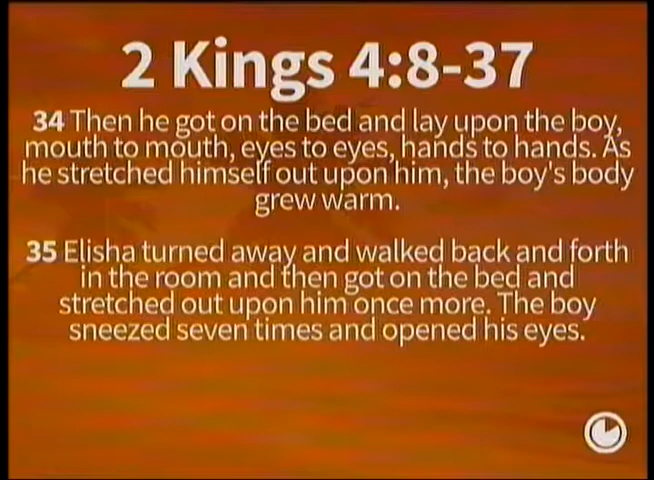 2 Kings 4:8-37
34 Then he got on the bed and lay upon the boy,
mouth to mouth, eyes to eyes, hands to hands. As
he stretched himself out upon him, the boy's body
grew warm.
35 Elisha turned away and walked back and forth
in the room and then got on the bed and
stretched out upon him once more. The boy
sneezed seven times and opened his eyes.